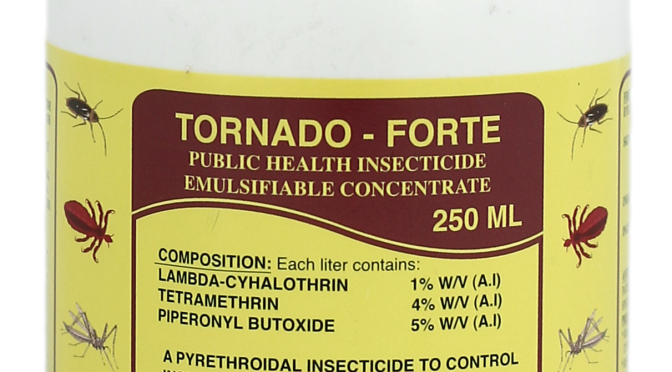 TORNADO - FORTE
PUBLIC HEALTH INSECTICIDE
EMULSIFIABLE CONCENTRATE
250 ML
COMPOSITION: Each liter contains:
LAMBDA-CYHALOTHRIN 1% W/V (A.I)
TETRAMETHRIN 4% W/V (A.I)
PIPERONYL BUTOXIDE 5% W/V (A.I)
A PYRETHROIDAL INSECTICIDE TO CONTROL